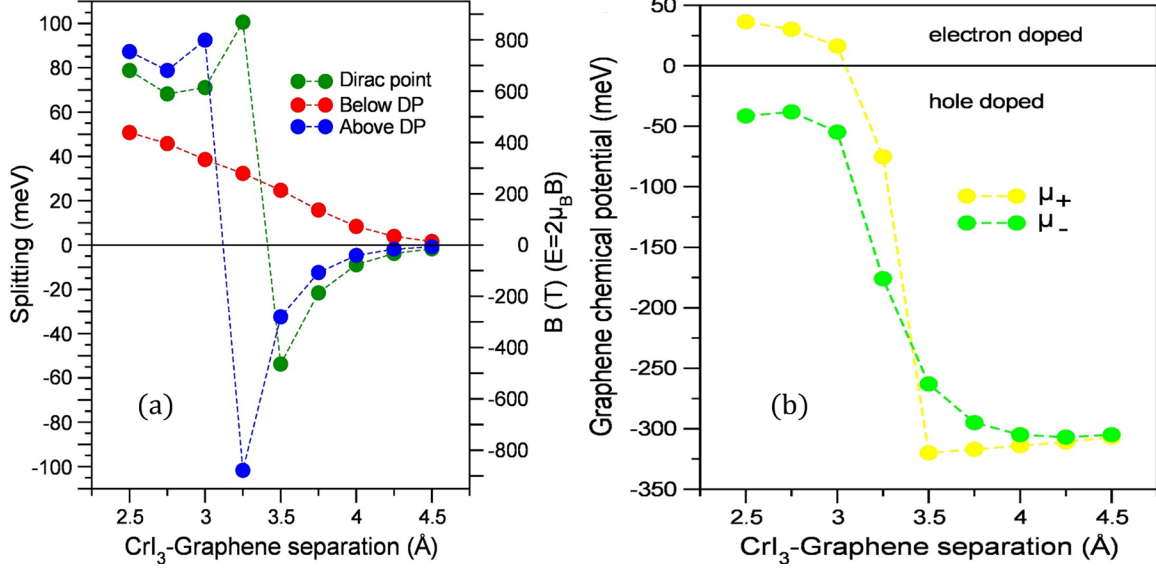 100
80
60
40
20
0
-20
-40
-60
-80
-100
Splitting (meV)
800
600
400
200
0
-200
-400
-600
-800
B (T) (E=2μBB)
Dirac point
Below DP
Above DP
(a)
2.5 3 3.5 4 4.5
CrI3-Graphene separation (Å)
50
0
-50
-100
-150
-200
-250
-300
-350
Graphene chemical potential (meV)
electron doped
hole doped
μ+
μ-
(b)
2.5 3 3.5 4 4.5
CrI3-Graphene separation (Å)